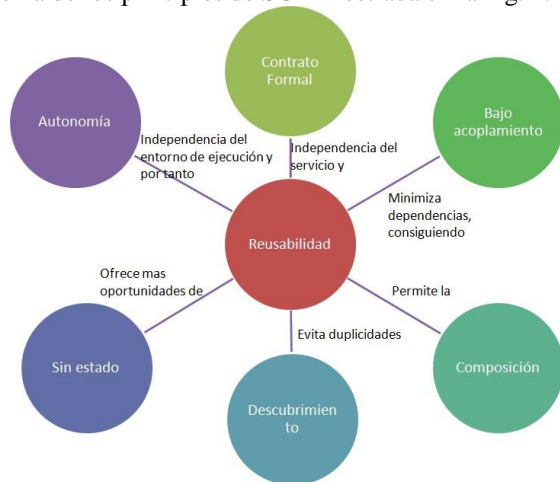 Contrato
Formal
Autonomía
Bajo
acoplamiento
Independencia del
entorno de ejecución y
por tanto
Independencia del
servicio y
Minimiza
dependencias,
consiguiendo
Reusabilidad
Ofrece mas
oportunidades de
Permite la
Evita duplicidades
Sin estado
Descubrimien
to
Composición